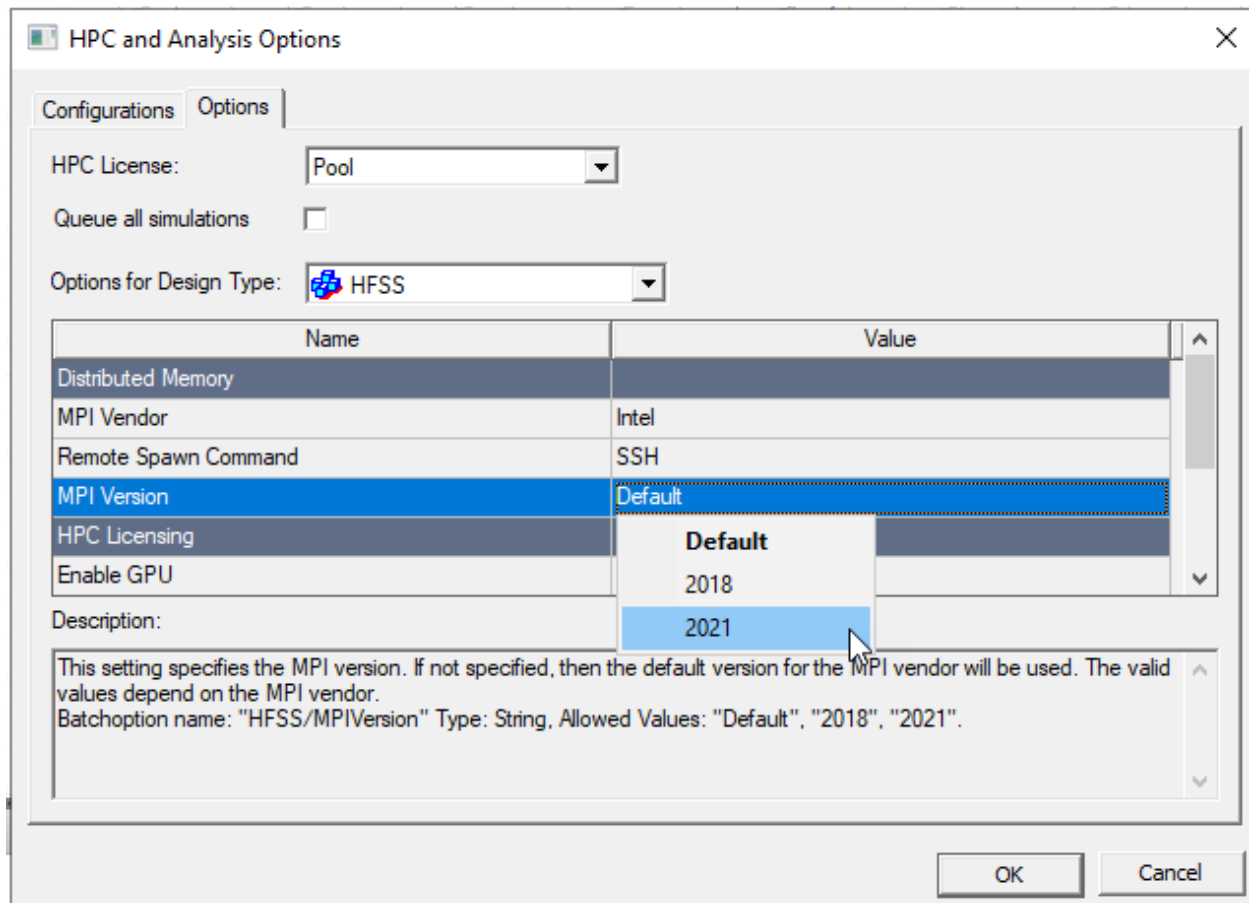 HPC and Analysis Options
Configurations
Options
HPC License:
Pool
Queue all simulations
Options for Design Type:
HFSS
Name
Value
Distributed Memory
MPI Vendor
Intel
Remote Spawn Command
SSH
MPI Version
Default
HPC Licensing
Default
Enable GPU
2018
2021
Description:
This setting specifies the MPI version. If not specified, then the default version for the MPI vendor will be used. The valid
values depend on the MPI vendor.
Batchoption name: "HFSS/MPIVersion" Type: String, Allowed Values: "Default", "2018", "2021".
OK
Cancel